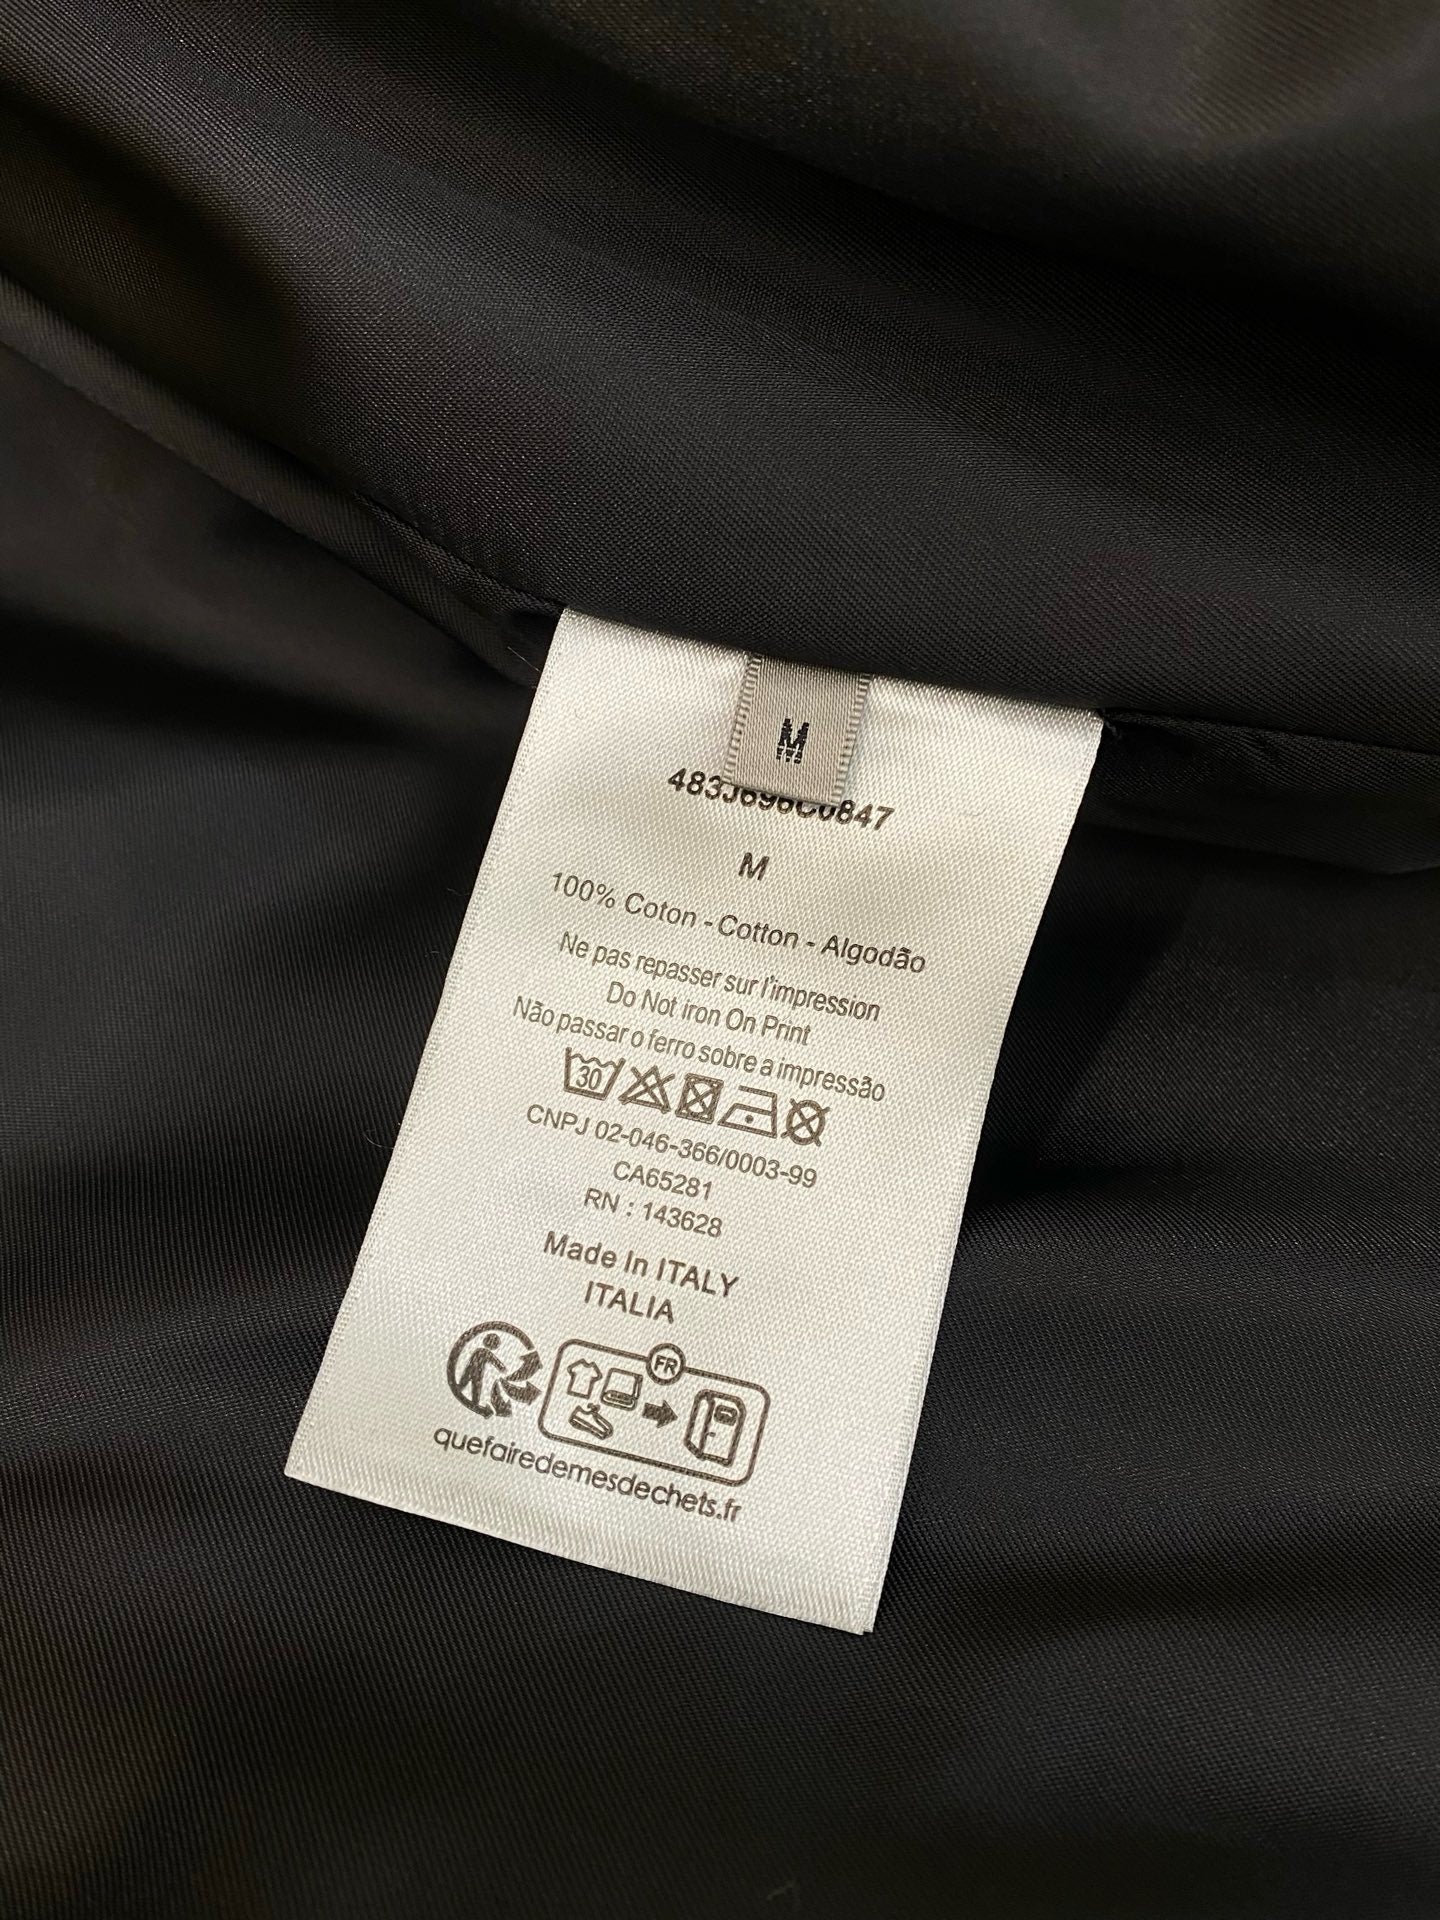 M
483J696C0847
M
100% Coton - Cotton - Algodão
Ne pas repasser sur l'impression
Do Not iron On Print
Não passar o ferro sobre a impressão
30
CNPJ 02-046-366/0003-99
CA65281
RN : 143628
Made In ITALY
ITALIA
FR
quefairedemesdechets.fr